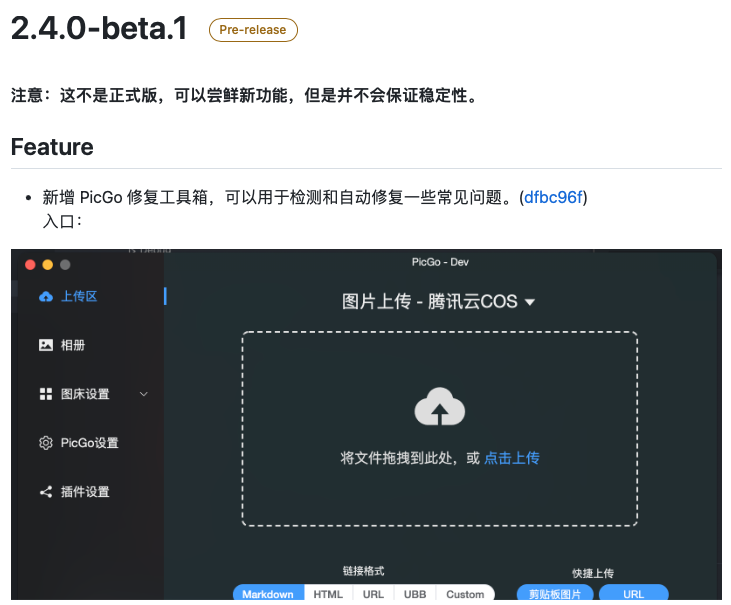 2.4.0-beta.1 Pre-release
注意：这不是正式版，可以尝鲜新功能，但是并不会保证稳定性。
Feature
• 新增 PicGo 修复工具箱，可以用于检测和自动修复一些常见问题。(dfbc96f)
入口：
PicGo - Dev
上传区
图片上传 - 腾讯云COS
相册
图床设置
PicGo设置
将文件拖拽到此处，或 点击上传
插件设置
链接格式 快捷上传
Markdown HTML URL UBB Custom 剪贴板图片 URL